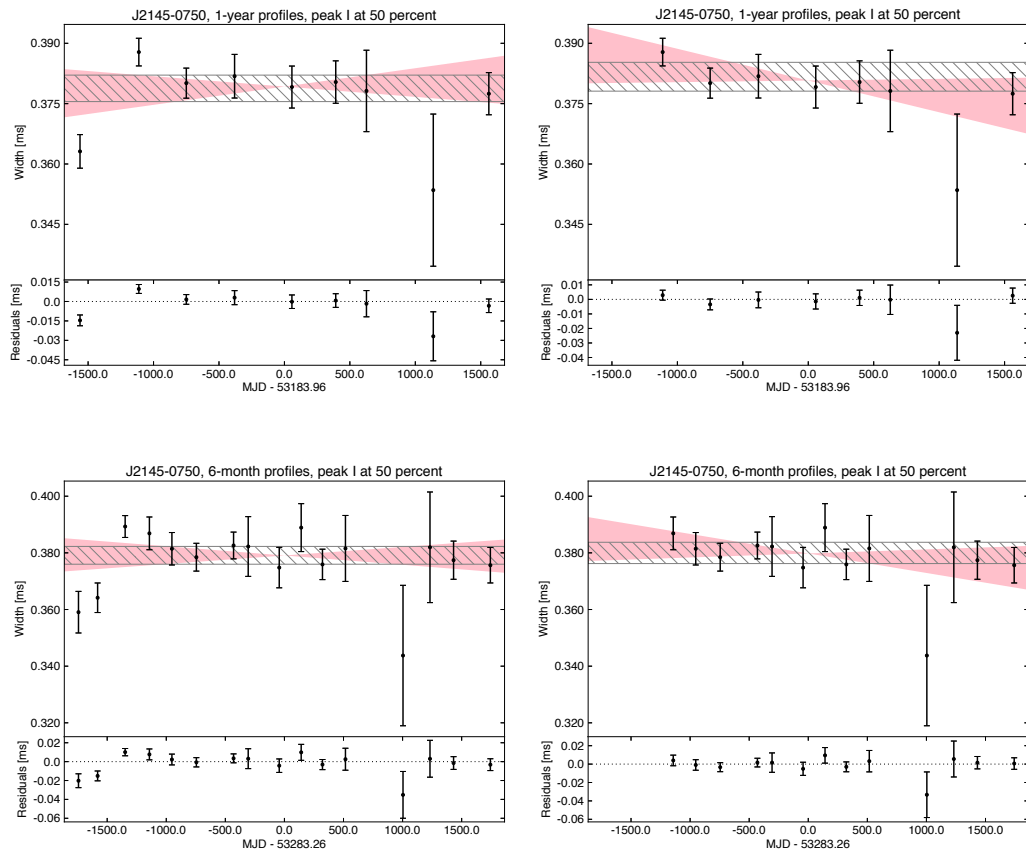 J2145-0750, 1-year profiles, peak I at 50 percent
0.390
0.375
0.360
0.345
Width [ms]
0.015
0.0
-0.015
-0.03
-0.045
Residuals [ms]
-1500.0 -1000.0 -500.0 0.0 500.0 1000.0 1500.0
MJD - 53183.96
J2145-0750, 1-year profiles, peak I at 50 percent
0.390
0.375
0.360
0.345
Width [ms]
0.01
0.0
-0.01
-0.02
-0.03
-0.04
Residuals [ms]
-1500.0 -1000.0 -500.0 0.0 500.0 1000.0 1500.0
MJD - 53183.96
J2145-0750, 6-month profiles, peak I at 50 percent
0.400
0.380
0.360
0.340
0.320
Width [ms]
0.02
0.0
-0.02
-0.04
-0.06
Residuals [ms]
-1500.0 -1000.0 -500.0 0.0 500.0 1000.0 1500.0
MJD - 53283.26
J2145-0750, 6-month profiles, peak I at 50 percent
0.400
0.380
0.360
0.340
0.320
Width [ms]
0.02
0.0
-0.02
-0.04
-0.06
Residuals [ms]
-1500.0 -1000.0 -500.0 0.0 500.0 1000.0 1500.0
MJD - 53283.26